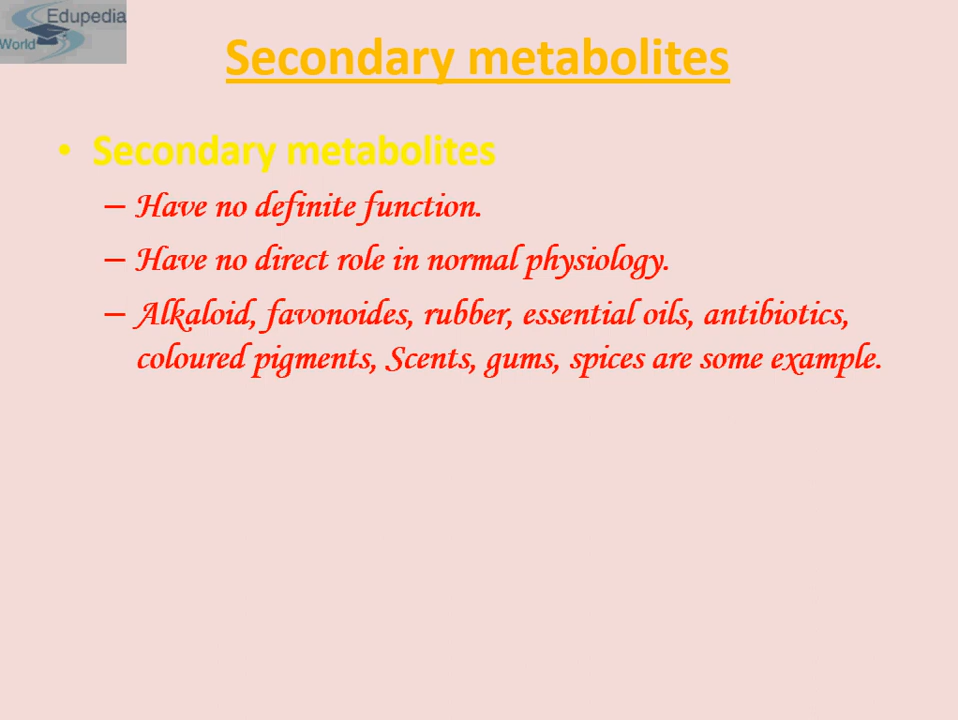 Edupedia
World
Secondary metabolites
• Secondary metabolites
– Have no definite function.
– Have no direct role in normal physiology.
– Alkaloid, favonoides, rubber, essential oils, antibiotics,
coloured pigments, Scents, gums, spices are some example.